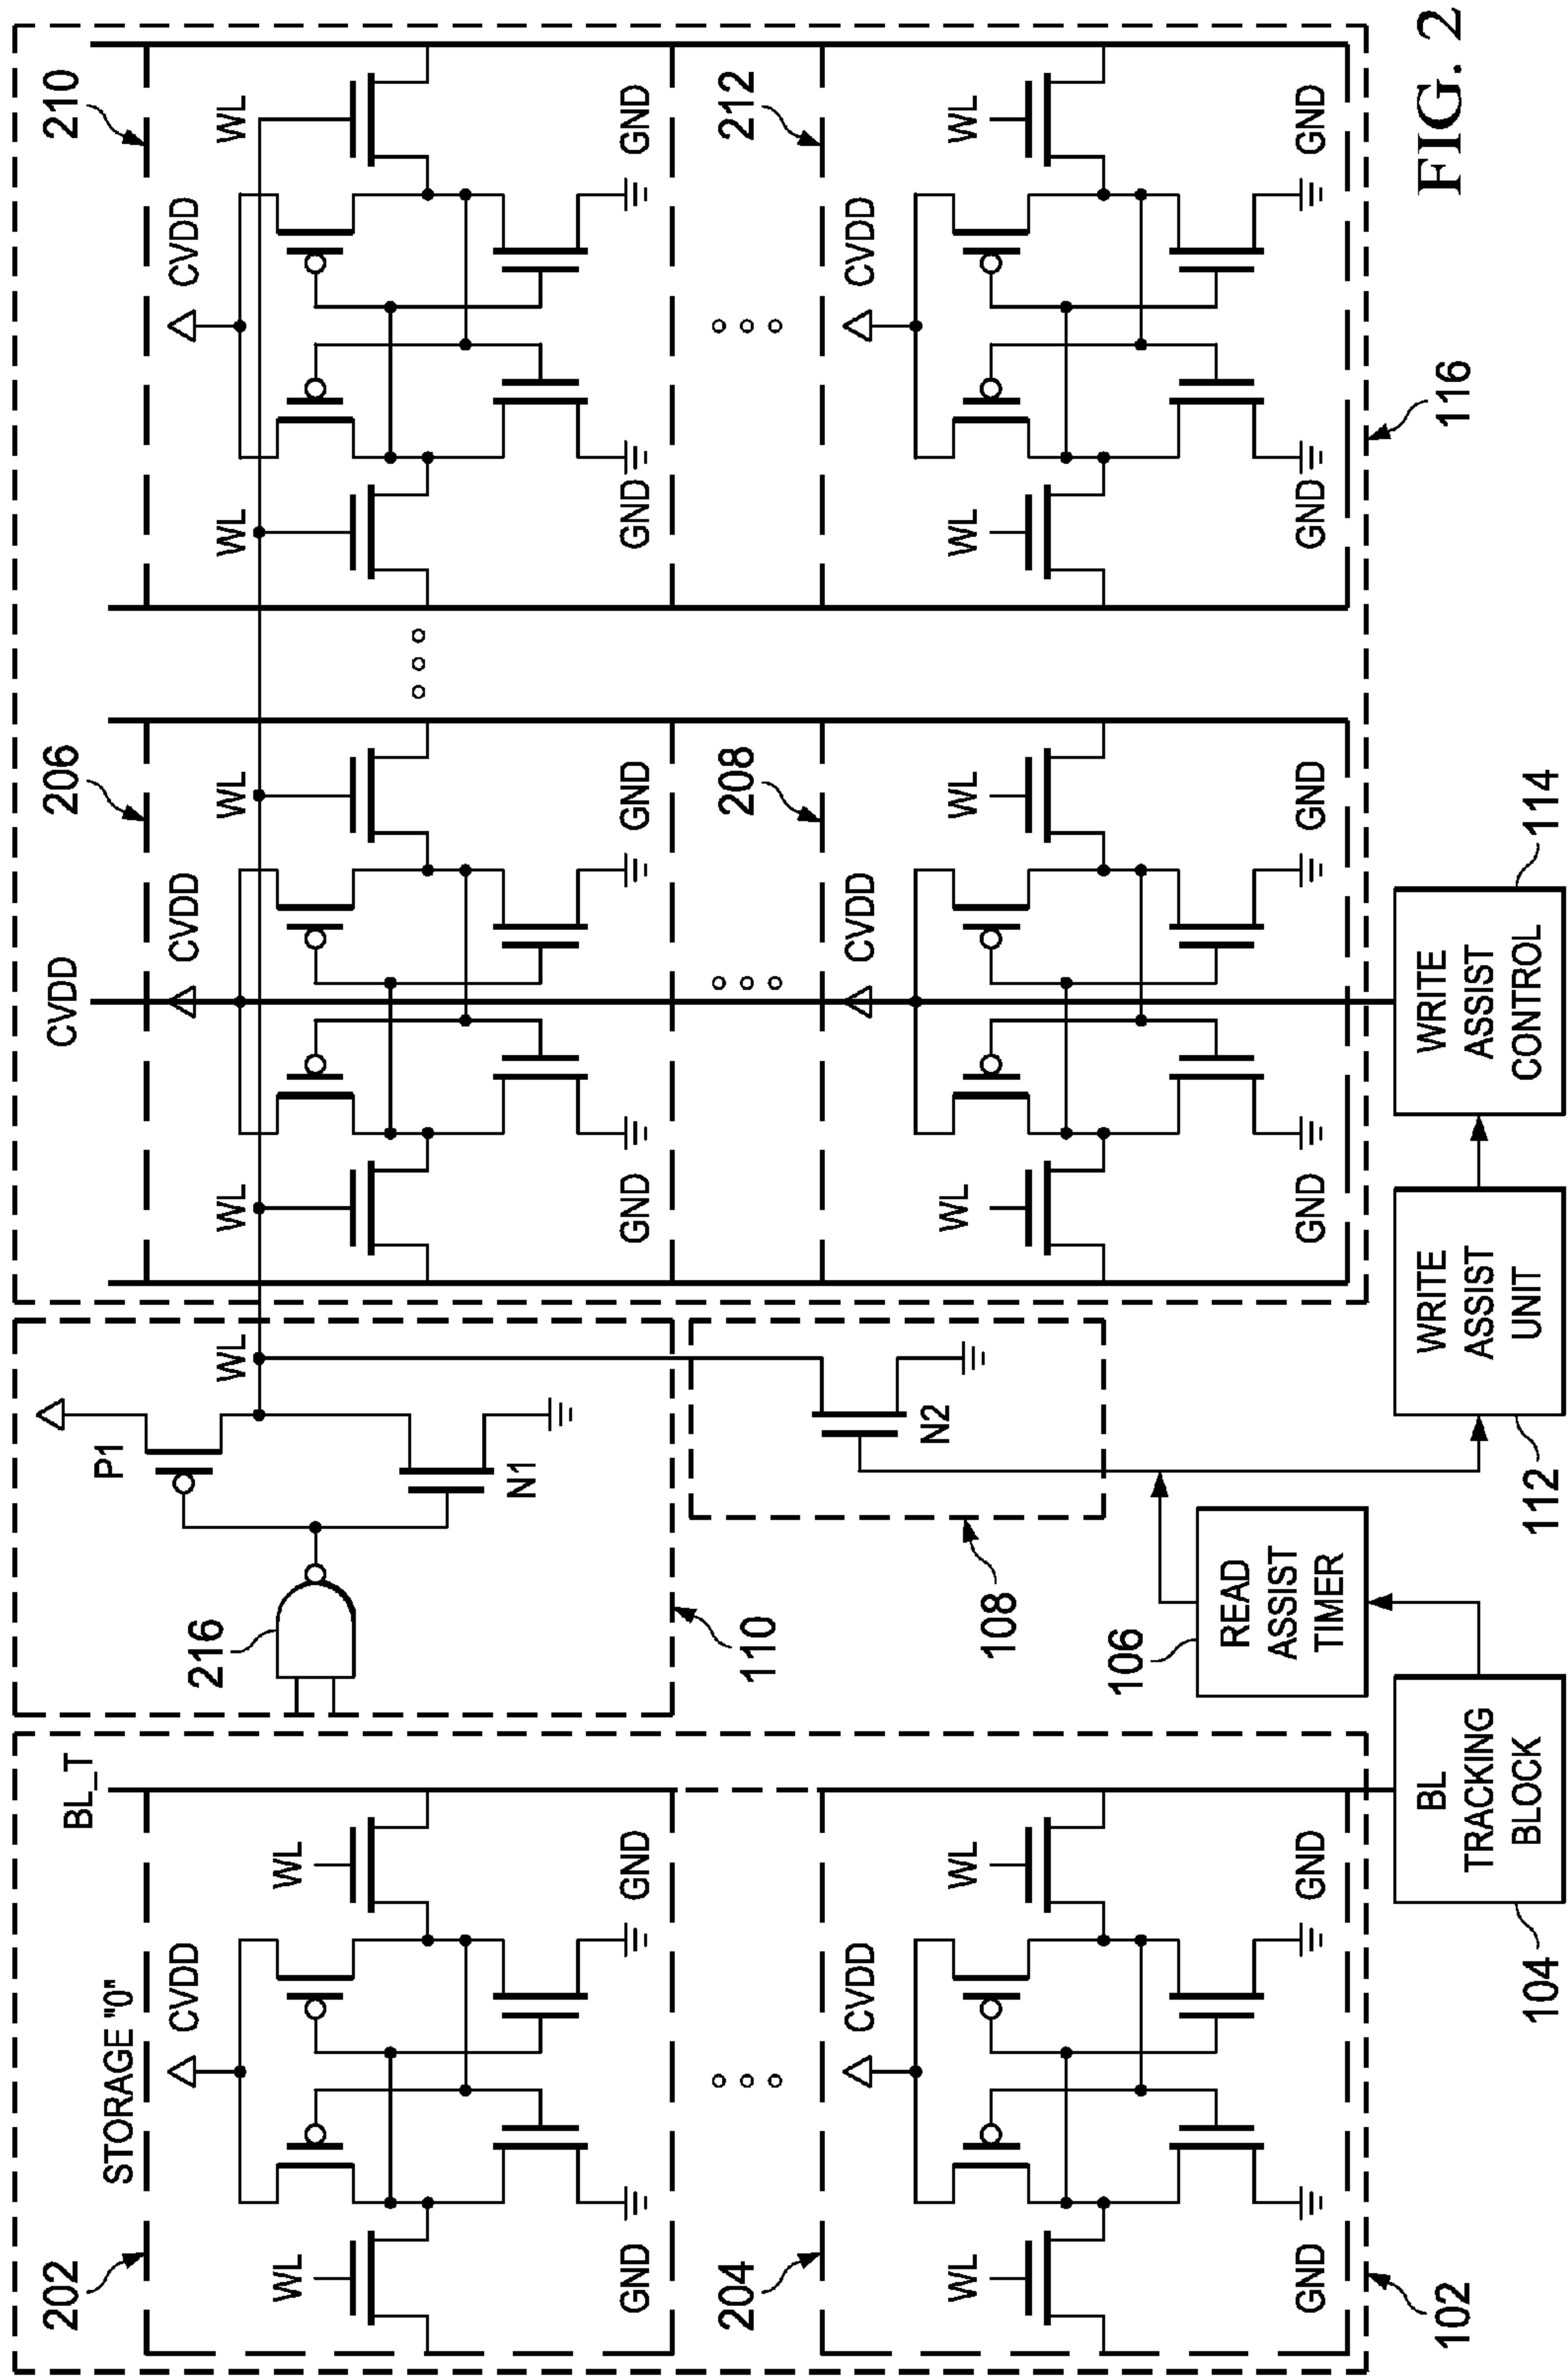 STORAGE "0"
BL_T
202
CVDD
WL
WL
GND
GND
204
CVDD
WL
WL
GND
GND
102
104
BL
TRACKING
BLOCK
216
P1
N1
WL
110
106
READ
ASSIST
TIMER
108
N2
112
WRITE
ASSIST
UNIT
114
WRITE
ASSIST
CONTROL
CVDD
206
CVDD
WL
WL
GND
GND
208
CVDD
WL
WL
GND
GND
210
CVDD
WL
WL
GND
GND
212
CVDD
WL
WL
GND
GND
116
FIG. 2